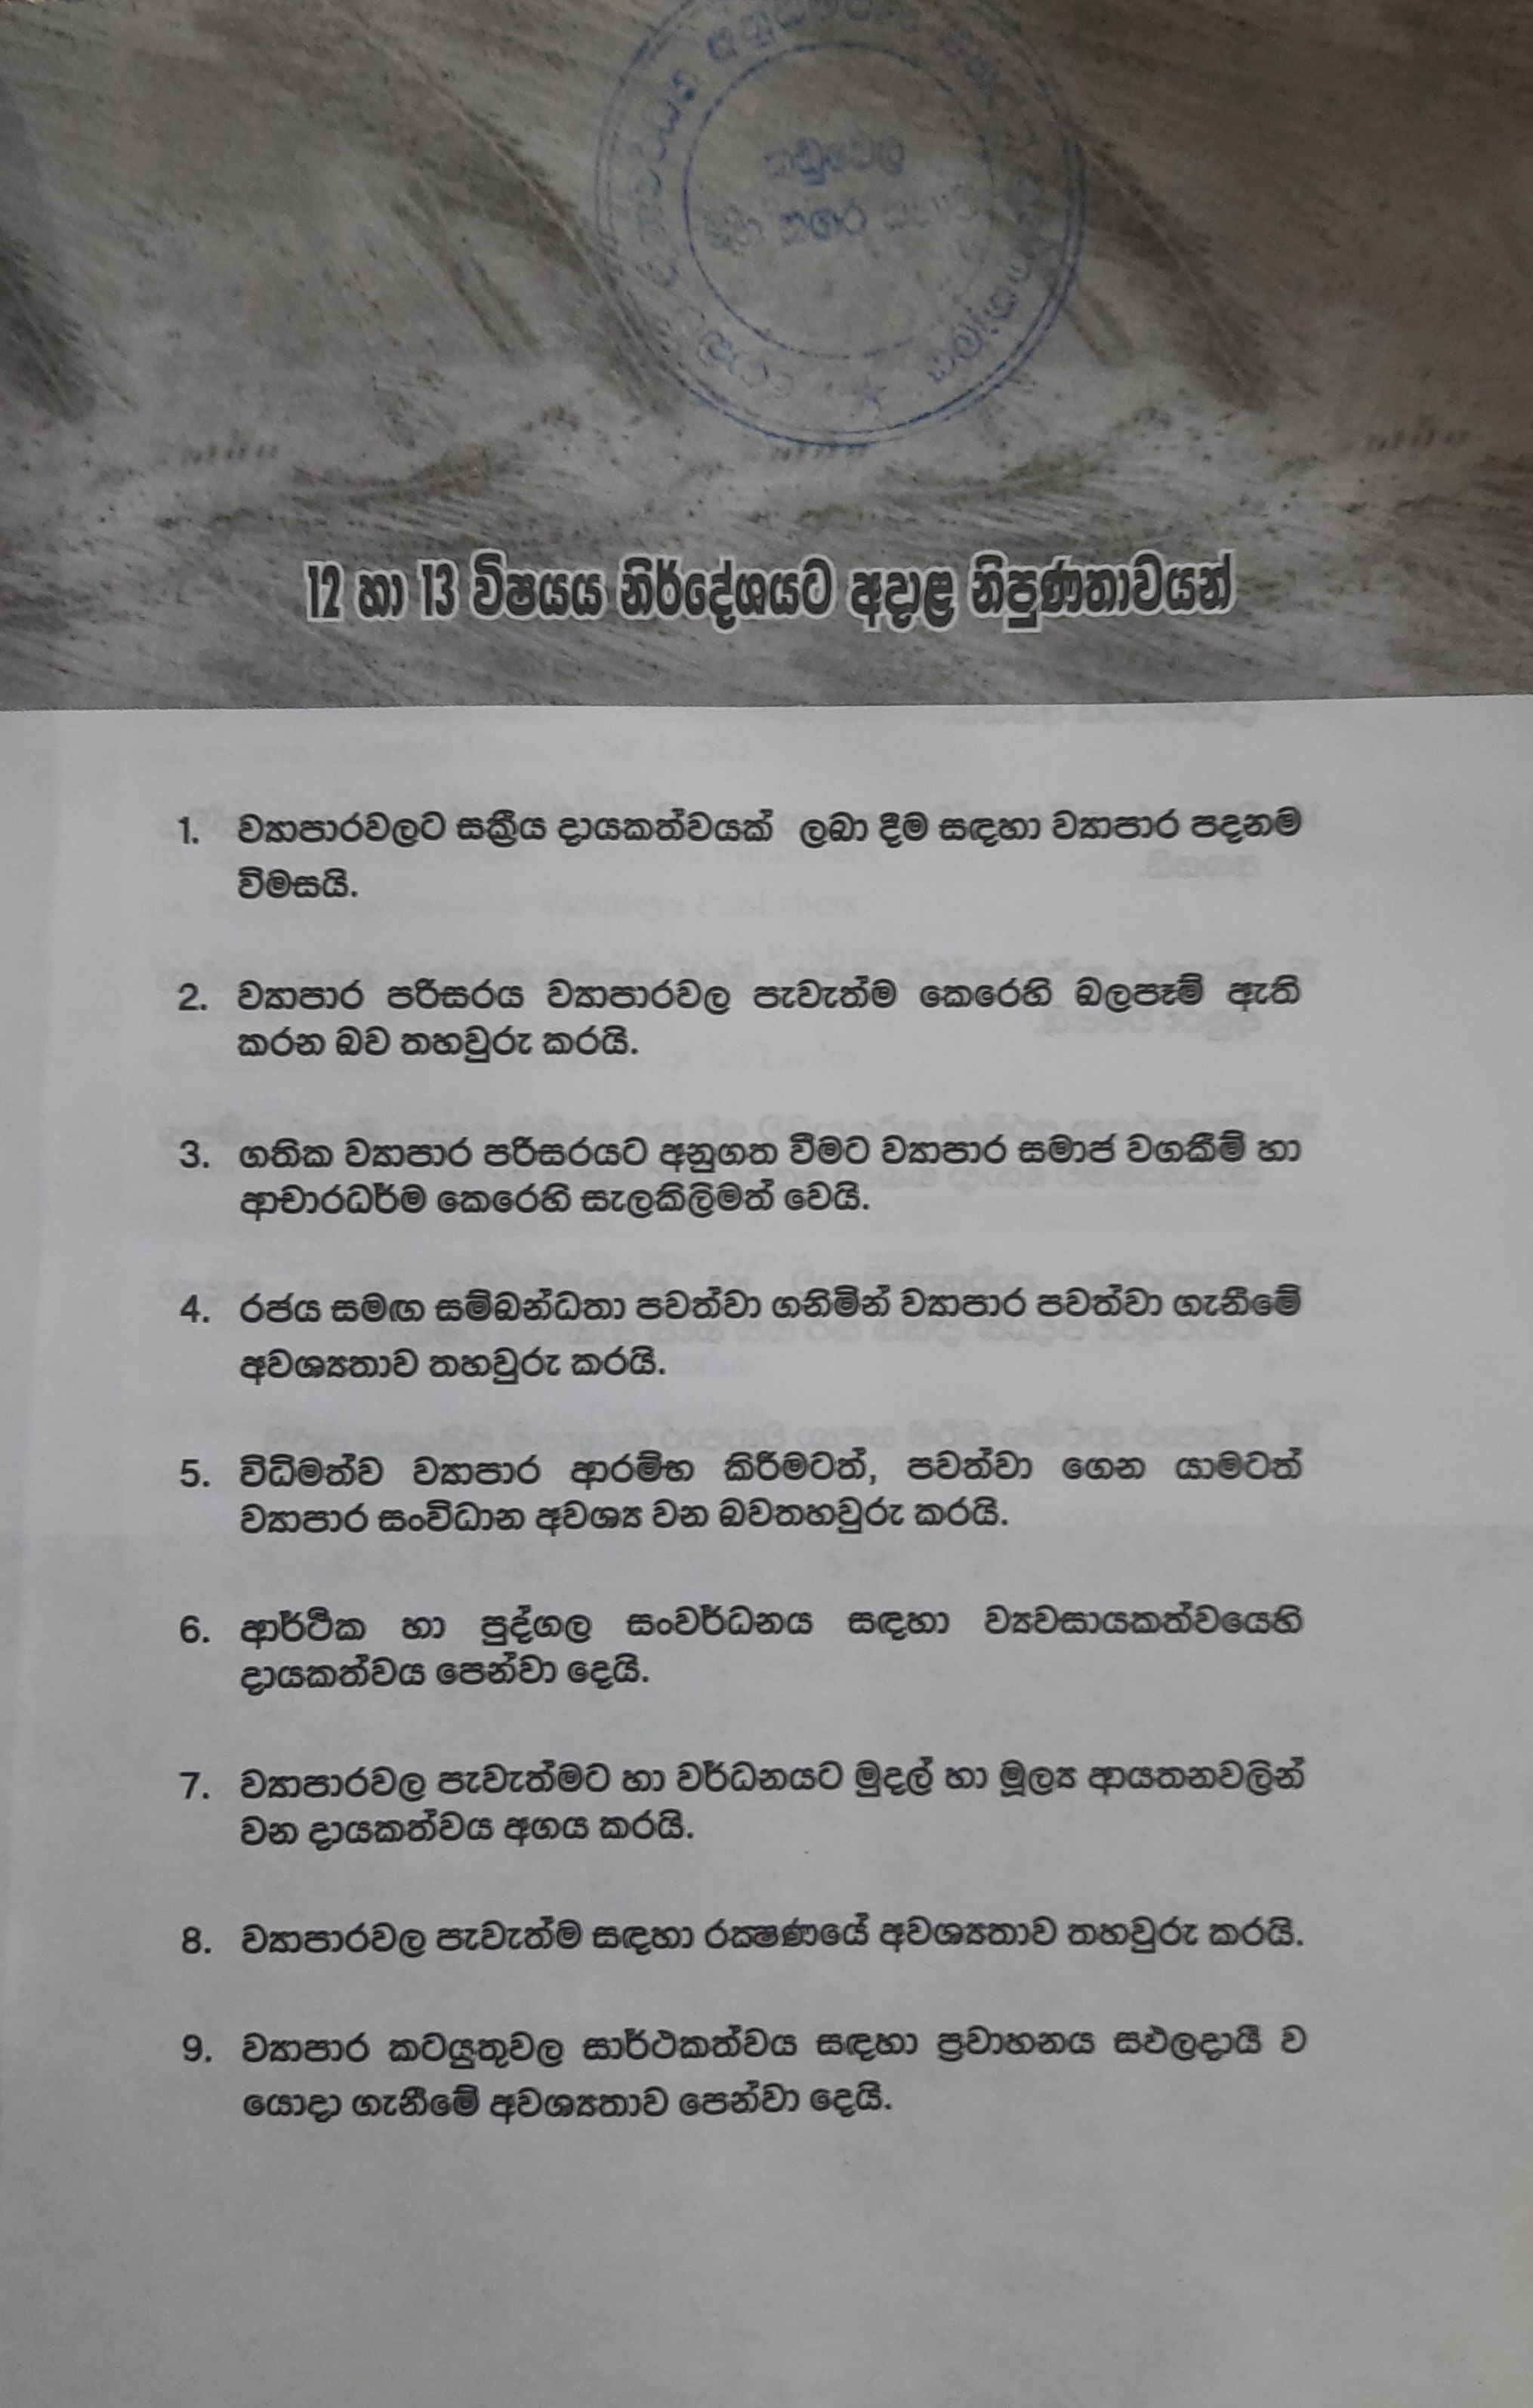 කඩුවෙල
12 හා 13 විෂයය නිර්දේශයට අදාළ නිපුණතාවයන්
1. ව්‍යාපාරවලට සක්‍රීය දායකත්වයක් ලබා දීම සඳහා ව්‍යාපාර පදනම
විමසයි.
2. ව්‍යාපාර පරිසරය ව්‍යාපාරවල පැවැත්ම කෙරෙහි බලපෑම් ඇති
කරන බව තහවුරු කරයි.
3. ගතික ව්‍යාපාර පරිසරයට අනුගත වීමට ව්‍යාපාර සමාජ වගකීම් හා
ආචාරධර්ම කෙරෙහි සැලකිලිමත් වෙයි.
4. රජය සමඟ සම්බන්ධතා පවත්වා ගනිමින් ව්‍යාපාර පවත්වා ගැනීමේ
අවශ්‍යතාව තහවුරු කරයි.
5. විධිමත්ව ව්‍යාපාර ආරම්භ කිරීමටත්, පවත්වා ගෙන යාමටත්
ව්‍යාපාර සංවිධාන අවශ්‍ය වන බවතහවුරු කරයි.
6. ආර්ථික හා පුද්ගල සංවර්ධනය සඳහා ව්‍යවසායකත්වයෙහි
දායකත්වය පෙන්වා දෙයි.
7. ව්‍යාපාරවල පැවැත්මට හා වර්ධනයට මුදල් හා මූල්‍ය ආයතනවලින්
වන දායකත්වය අගය කරයි.
8. ව්‍යාපාරවල පැවැත්ම සඳහා රක්‍ෂණයේ අවශ්‍යතාව තහවුරු කරයි.
9. ව්‍යාපාර කටයුතුවල සාර්ථකත්වය සඳහා ප්‍රවාහනය සඵලදායී ව
යොදා ගැනීමේ අවශ්‍යතාව පෙන්වා දෙයි.